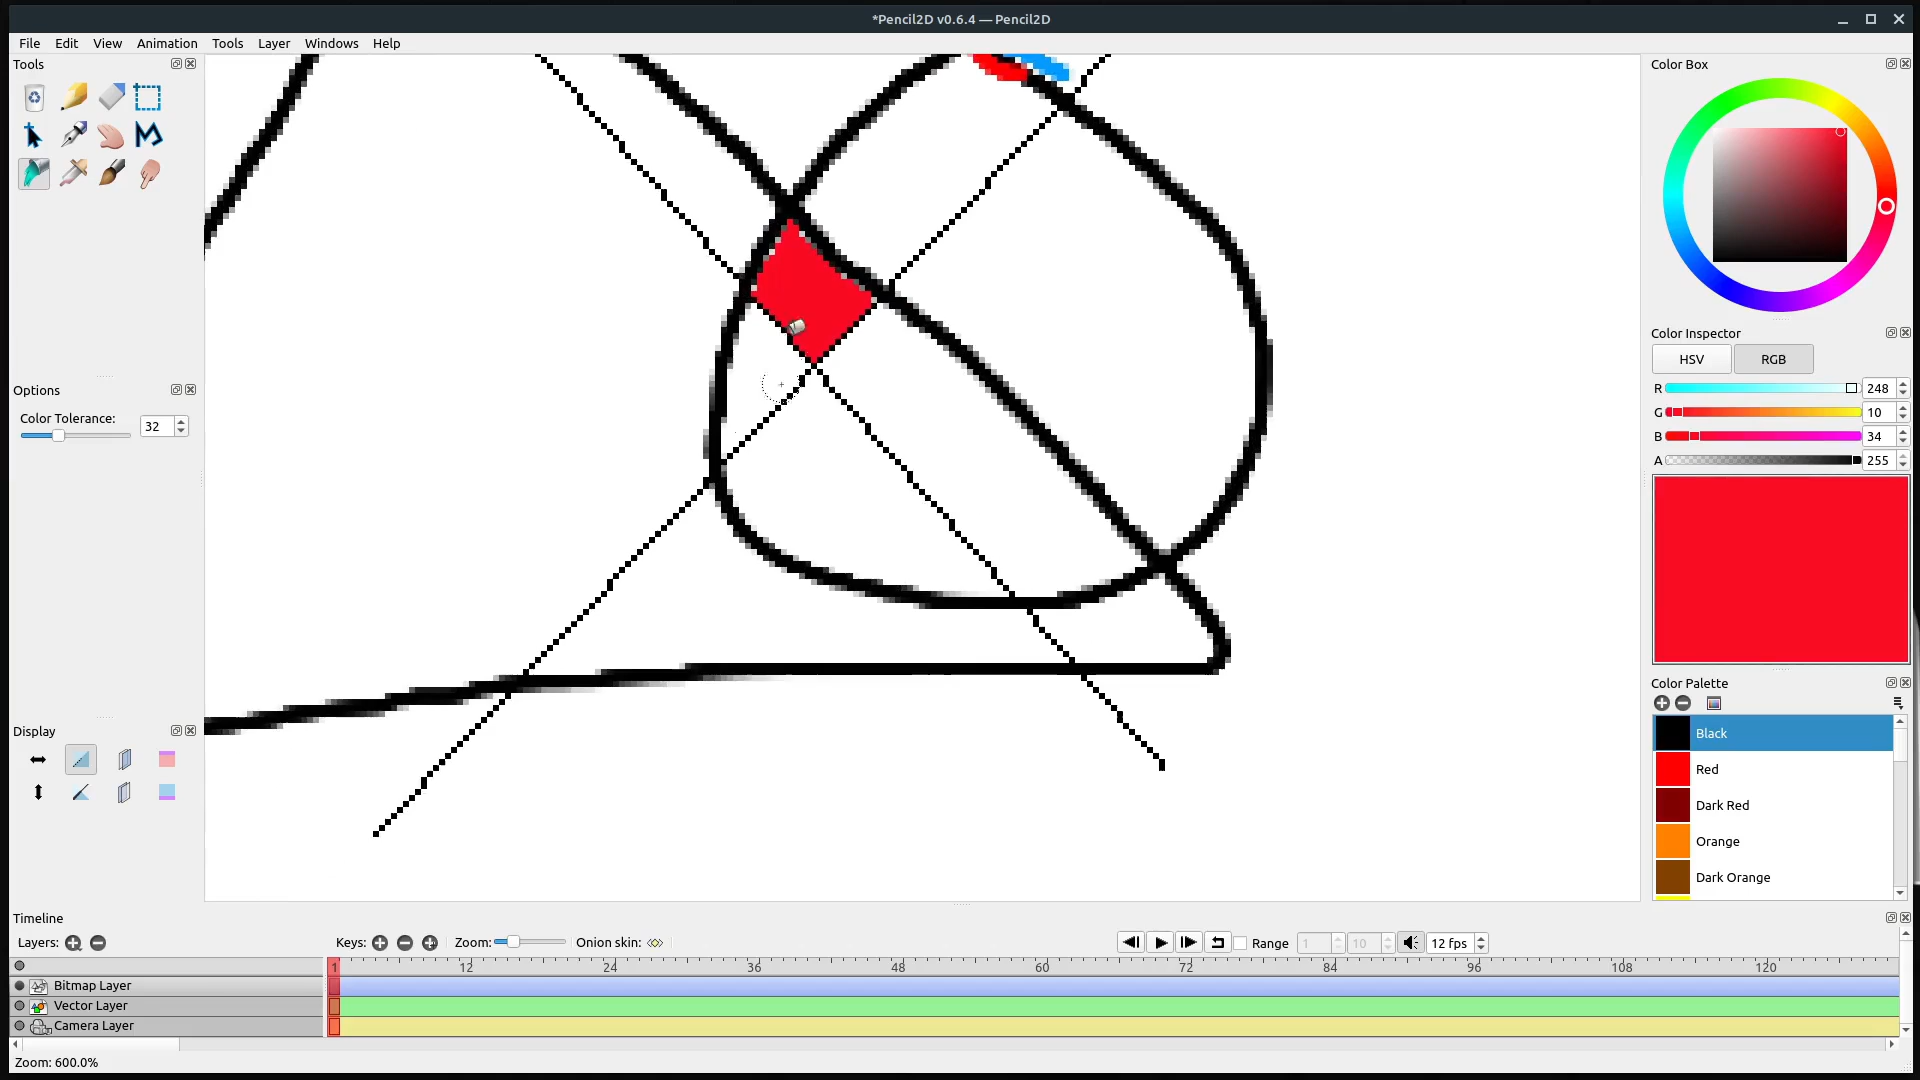 *Pencil2D v0.6.4 — Pencil2D
File Edit View Animation Tools Layer Windows Help
Tools
Color Box
Color Inspector
HSV RGB
R 248
G 10
B 34
A 255
Options
Color Tolerance: 32
Color Palette
Black
Red
Dark Red
Orange
Dark Orange
Display
Timeline
Layers: Keys: Zoom: Onion skin: Range 1 10 12 fps
1 12 24 36 48 60 72 84 96 108 120
Bitmap Layer
Vector Layer
Camera Layer
Zoom: 600.0%